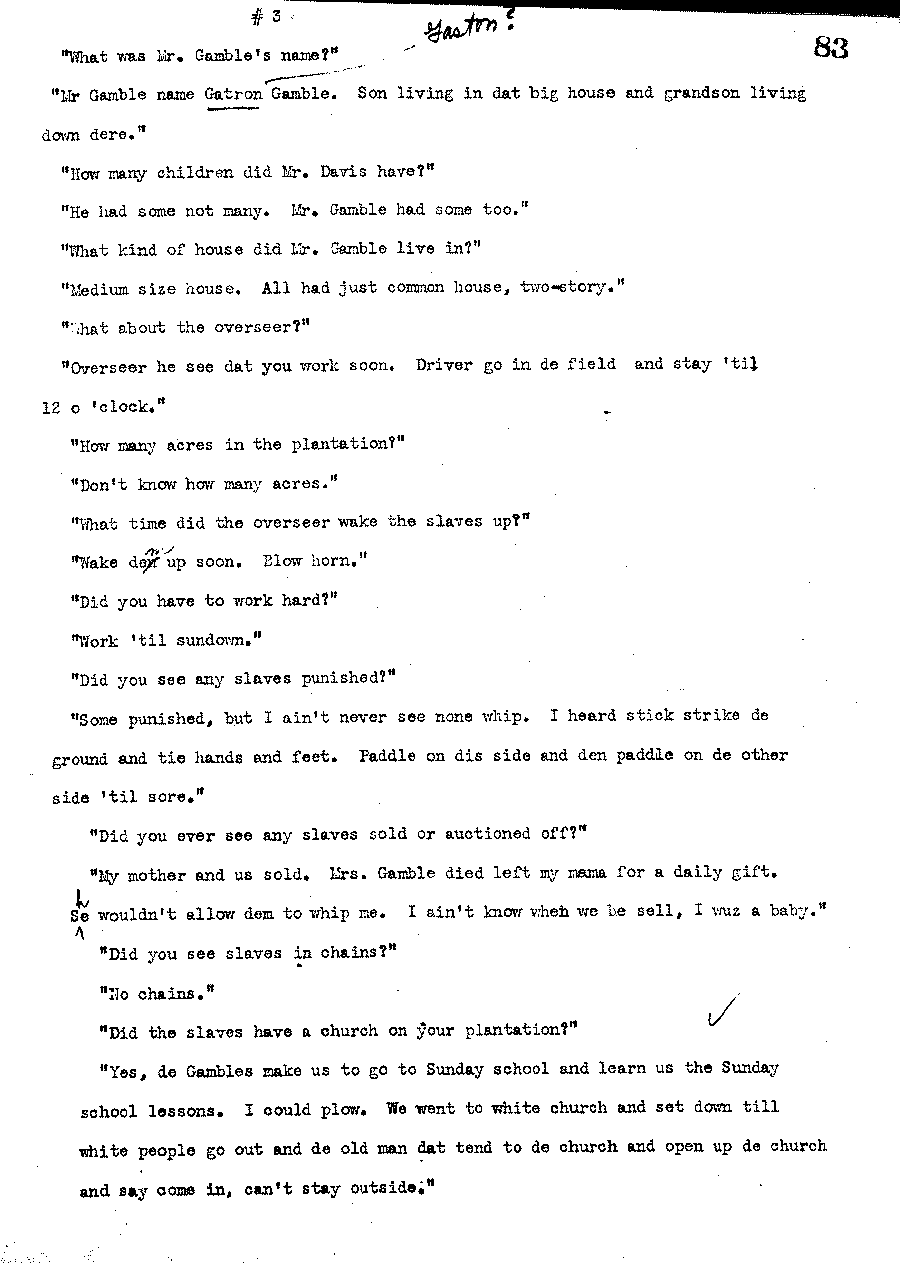 # 3
Gaston?
83
"What was Mr. Gamble's name?"
"Mr Gamble name Gatron Gamble. Son living in dat big house and grandson living
down dere."
"How many children did Mr. Davis have?"
"He had some not many. Mr. Gamble had some too."
"What kind of house did Mr. Gamble live in?"
"Medium size house. All had just common house, two-story."
"What about the overseer?"
"Overseer he see dat you work soon. Driver go in de field and stay 'til
12 o 'clock."
"How many acres in the plantation?"
"Don't know how many acres."
"What time did the overseer wake the slaves up?"
"Wake dem up soon. Blow horn."
"Did you have to work hard?"
"Work 'til sundown."
"Did you see any slaves punished?"
"Some punished, but I ain't never see none whip. I heard stick strike de
ground and tie hands and feet. Paddle on dis side and den paddle on de other
side 'til sore."
"Did you ever see any slaves sold or auctioned off?"
"My mother and us sold. Mrs. Gamble died left my mama for a daily gift.
She wouldn't allow dem to whip me. I ain't know when we be sell, I wuz a baby."
"Did you see slaves in chains?"
"No chains."
"Did the slaves have a church on your plantation?"
"Yes, de Gambles make us to go to Sunday school and learn us the Sunday
school lessons. I could plow. We went to white church and set down till
white people go out and de old man dat tend to de church and open up de church
and say come in, can't stay outside."